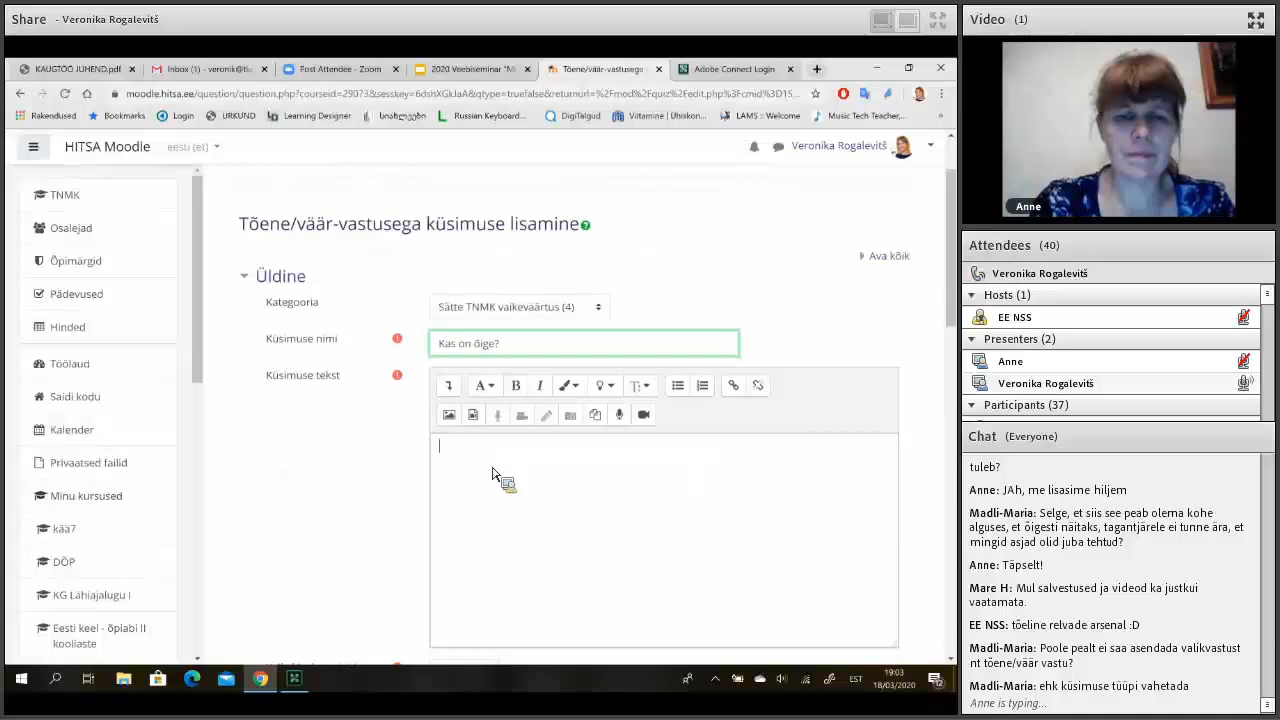 Share - Veronika Rogalevitš
Video (1)
KAUGTÖÖ JUHEND.pdf
Inbox (1) - veronik@tlu
Post Attendee - Zoom
2020 Veebiseminar "Mi
Tõene/väär-vastusega
Adobe Connect Login
moodle.hitsa.ee/question/question.php?courseid=29073&sesskey=6dshXGkJaA&qtype=truefalse&returnurl=%2Fmod%2Fquiz%2Fedit.php%3Fcmid%3D15...
Rakendused
Bookmarks
Login
URKUND
Learning Designer
სიახლეები
Russian Keyboard...
DigiTalgud
Viitamine | Ühiskon...
LAMS :: Welcome
Music Tech Teacher,...
HITSA Moodle
eesti (et)
Veronika Rogalevitš
TNMK
Osalejad
Õpimärgid
Pädevused
Hinded
Töölaud
Saidi kodu
Kalender
Privaatsed failid
Minu kursused
kää7
DÖP
KG Lähiajalugu I
Eesti keel - õpiabi II
kooliaste
Tõene/väär-vastusega küsimuse lisamine
Ava kõik
Üldine
Kategooria
Sätte TNMK vaikeväärtus (4)
Küsimuse nimi
Kas on õige?
Küsimuse tekst
EST
19:03
18/03/2020
12
Anne
Attendees (40)
Veronika Rogalevitš
Hosts (1)
EE NSS
Presenters (2)
Anne
Veronika Rogalevitš
Participants (37)
Chat (Everyone)
tuleb?
Anne: JAh, me lisasime hiljem
Madli-Maria: Selge, et siis see peab olema kohe
alguses, et õigesti näitaks, tagantjärele ei tunne ära, et
mingid asjad olid juba tehtud?
Anne: Täpselt!
Mare H: Mul salvestused ja videod ka justkui
vaatamata.
EE NSS: tõeline relvade arsenal :D
Madli-Maria: Poole pealt ei saa asendada valikvastust
nt tõene/väär vastu?
Madli-Maria: ehk küsimuse tüüpi vahetada
Anne is typing...